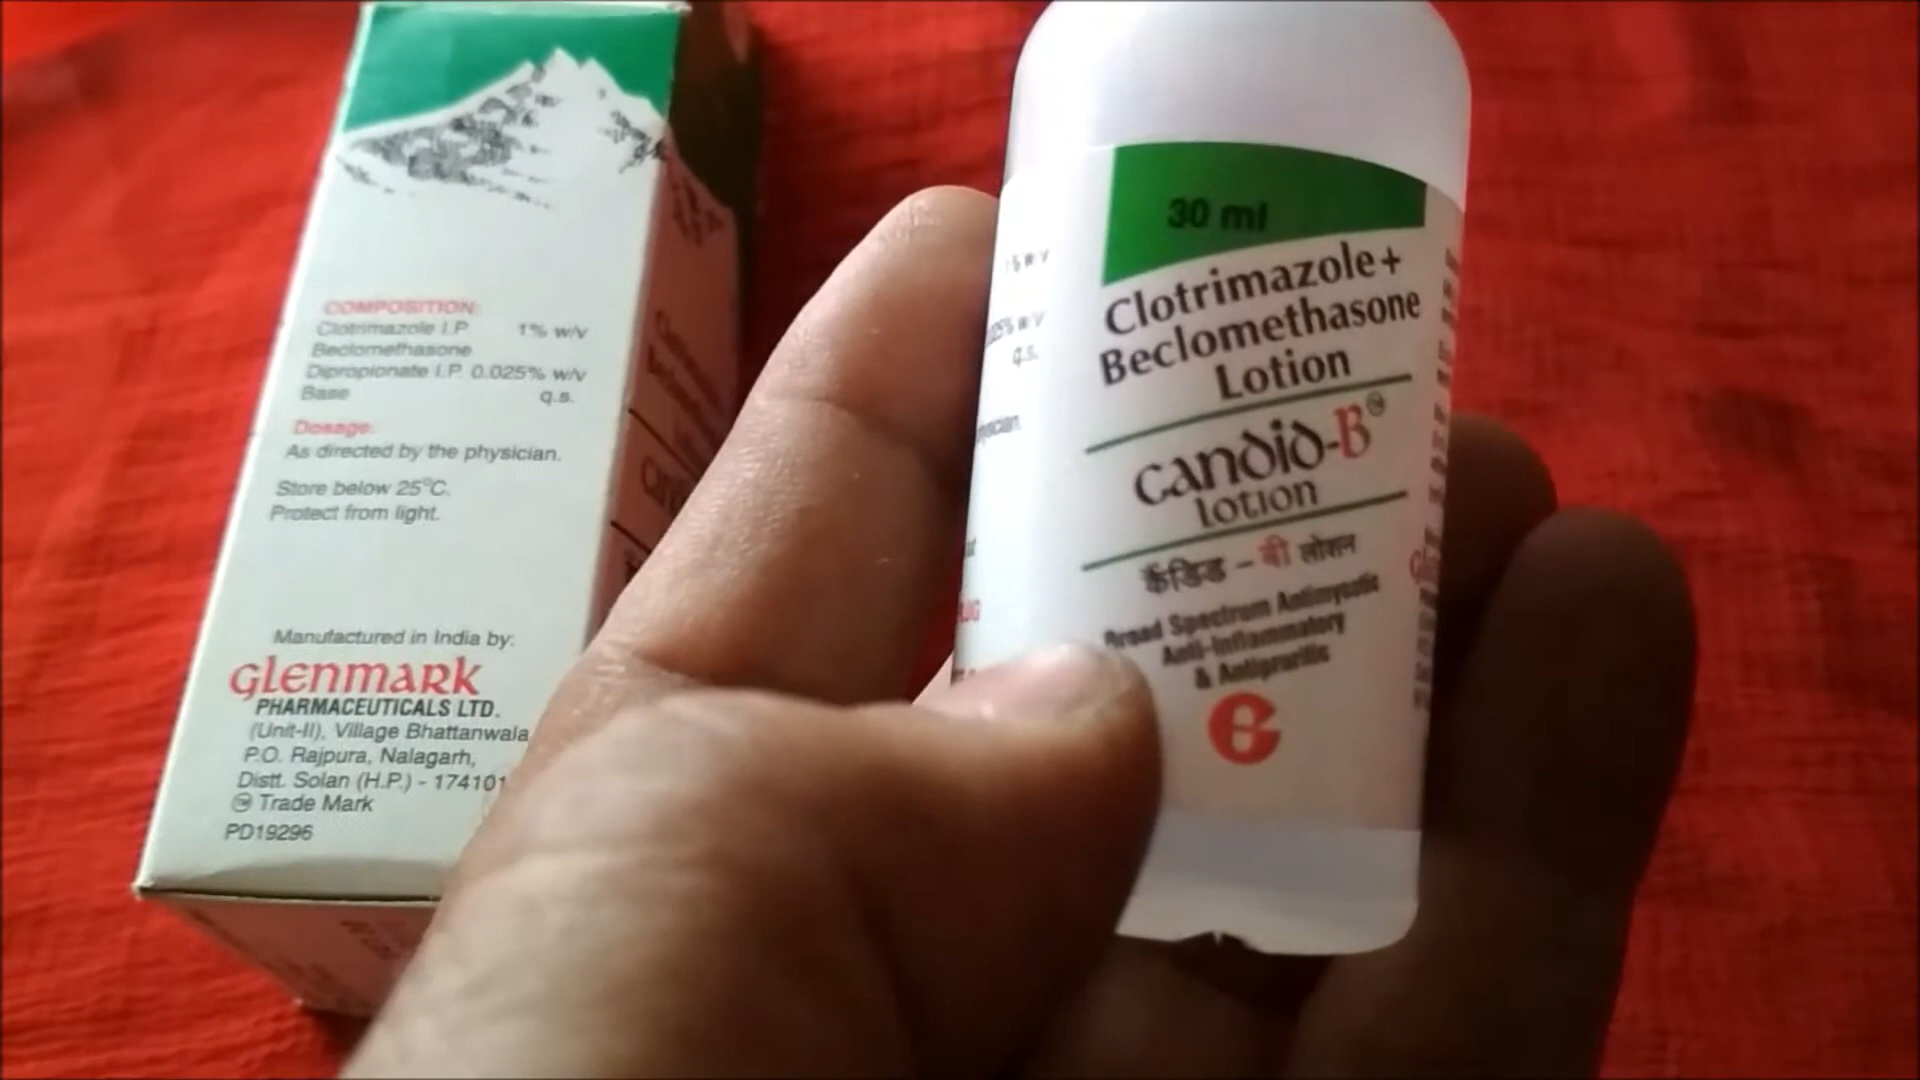 COMPOSITION:
Clotrimazole I.P. 1% w/v
Beclomethasone
Dipropionate I.P. 0.025% w/v
Base q.s.
Dosage:
As directed by the physician.
Store below 25°C.
Protect from light.
Manufactured in India by:
Glenmark
PHARMACEUTICALS LTD.
(Unit-II), Village Bhattanwala
P.O. Rajpura, Nalagarh,
Distt. Solan (H.P.) - 174101
TM Trade Mark
PD19296
q.s.
30 ml
Clotrimazole+
Beclomethasone
Lotion
Candid-B™
Lotion
कैंडिड – बी लोशन
Broad Spectrum Antimycotic
Anti-Inflammatory
& Antipruritic
G